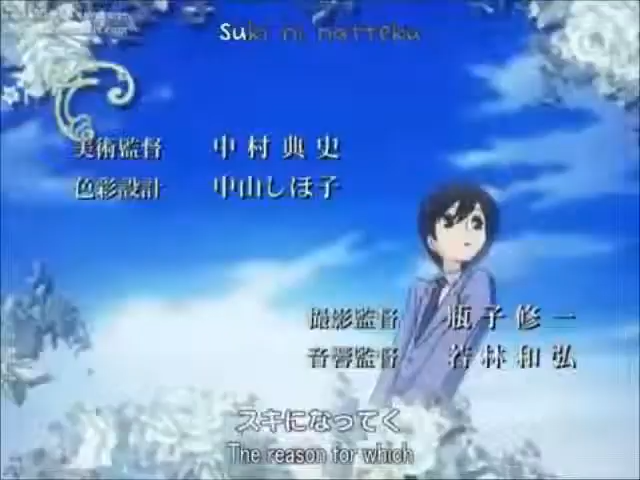 Suki ni natteku
美術監督 中村典史
色彩設計 中山しほ子
撮影監督 瓶子修一
音響監督 若林和弘
スキになってく
The reason for which